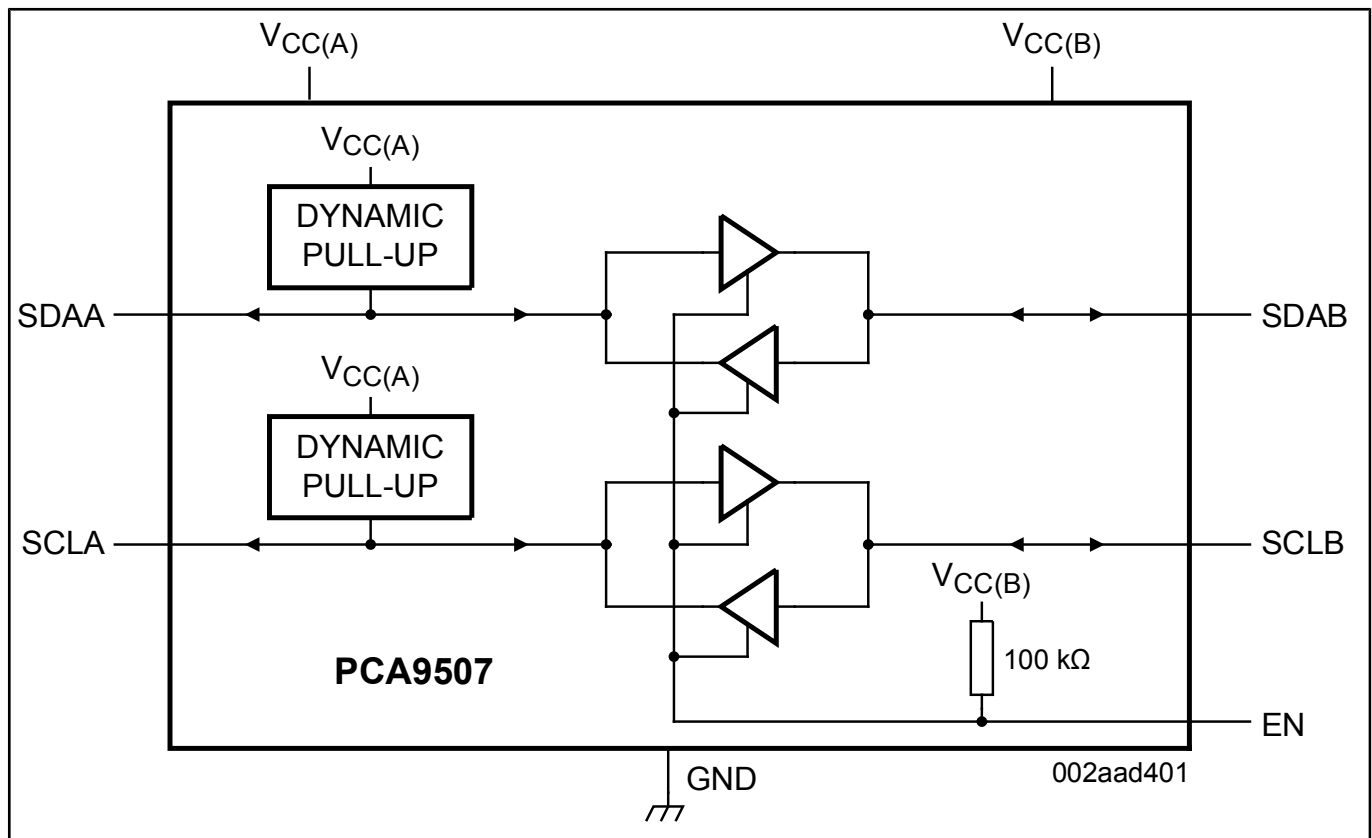 VCC(A)
VCC(B)
VCC(A)
DYNAMIC
PULL-UP
SDAA
SDAB
VCC(A)
DYNAMIC
PULL-UP
SCLA
SCLB
VCC(B)
100 kΩ
PCA9507
EN
GND
002aad401